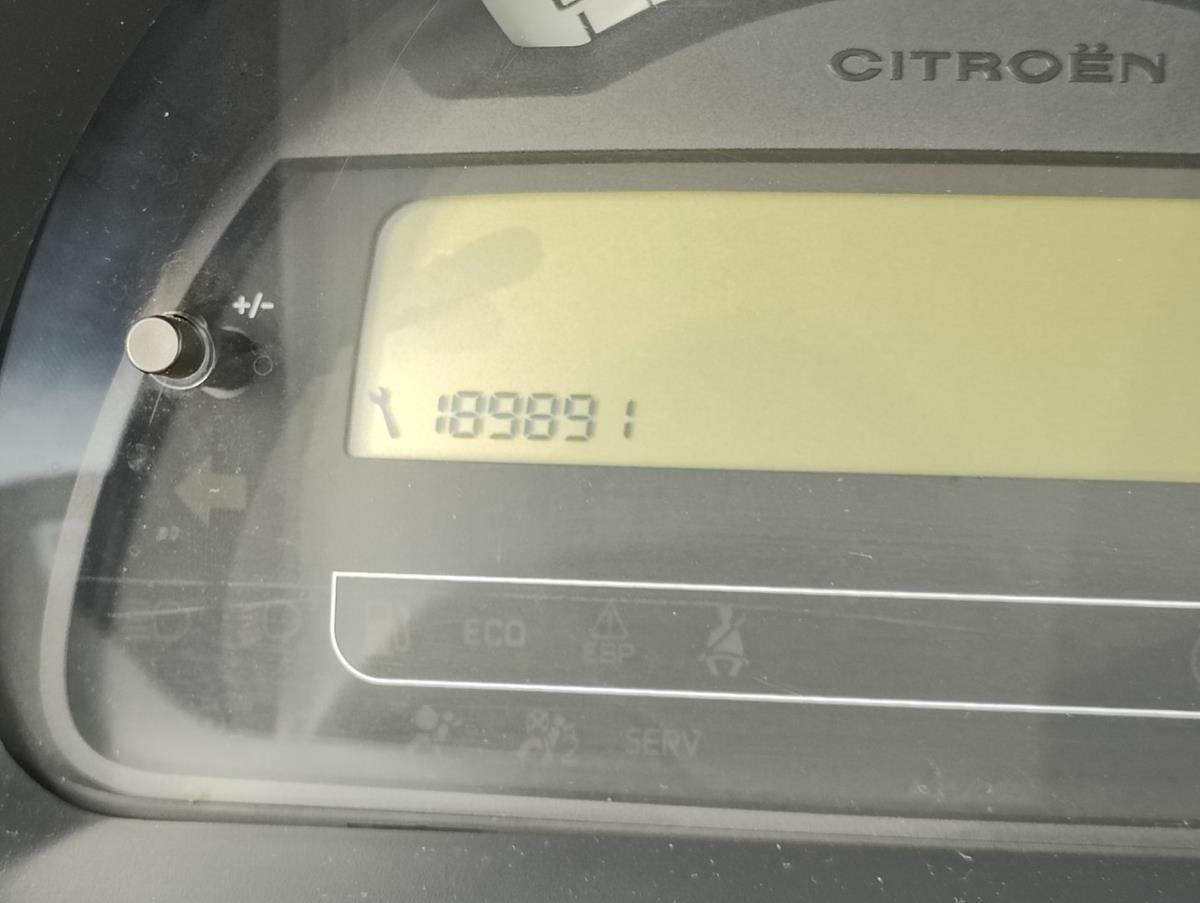 CITROËN
+/-
189891
ECO
ESP
SERV